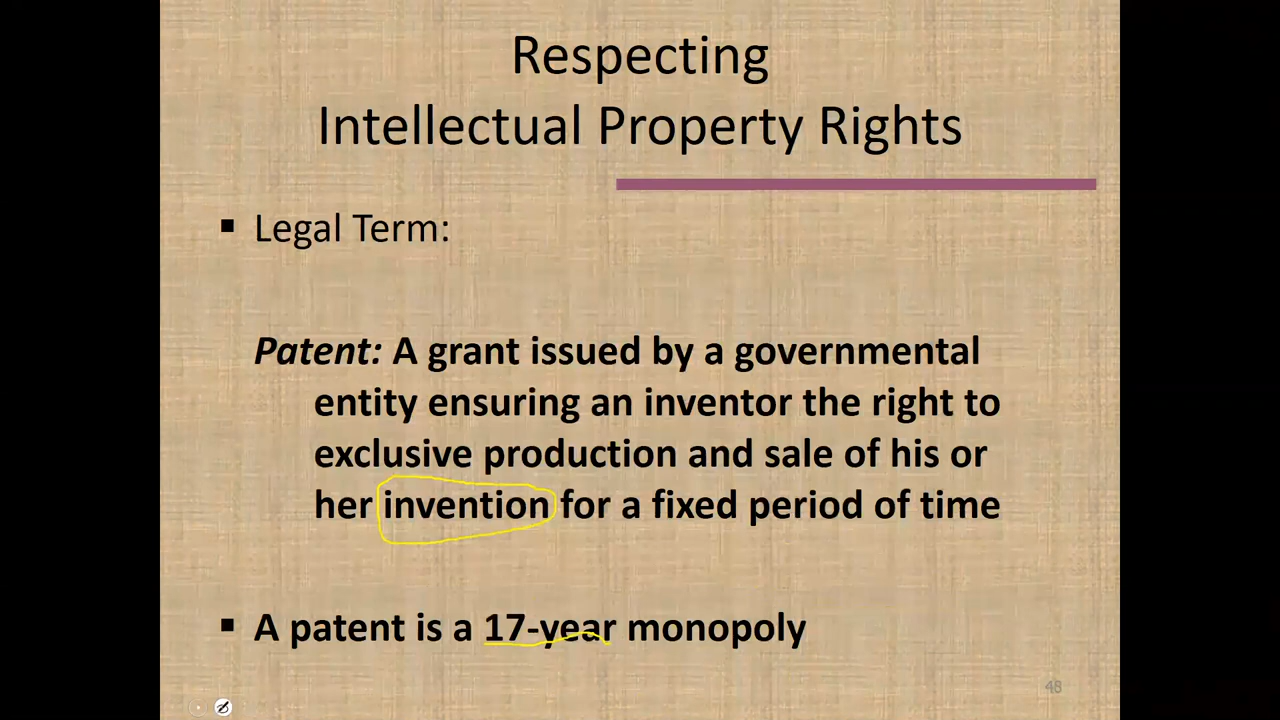 Respecting
Intellectual Property Rights
▪ Legal Term:
Patent: A grant issued by a governmental
entity ensuring an inventor the right to
exclusive production and sale of his or
her invention for a fixed period of time
▪ A patent is a 17-year monopoly
48